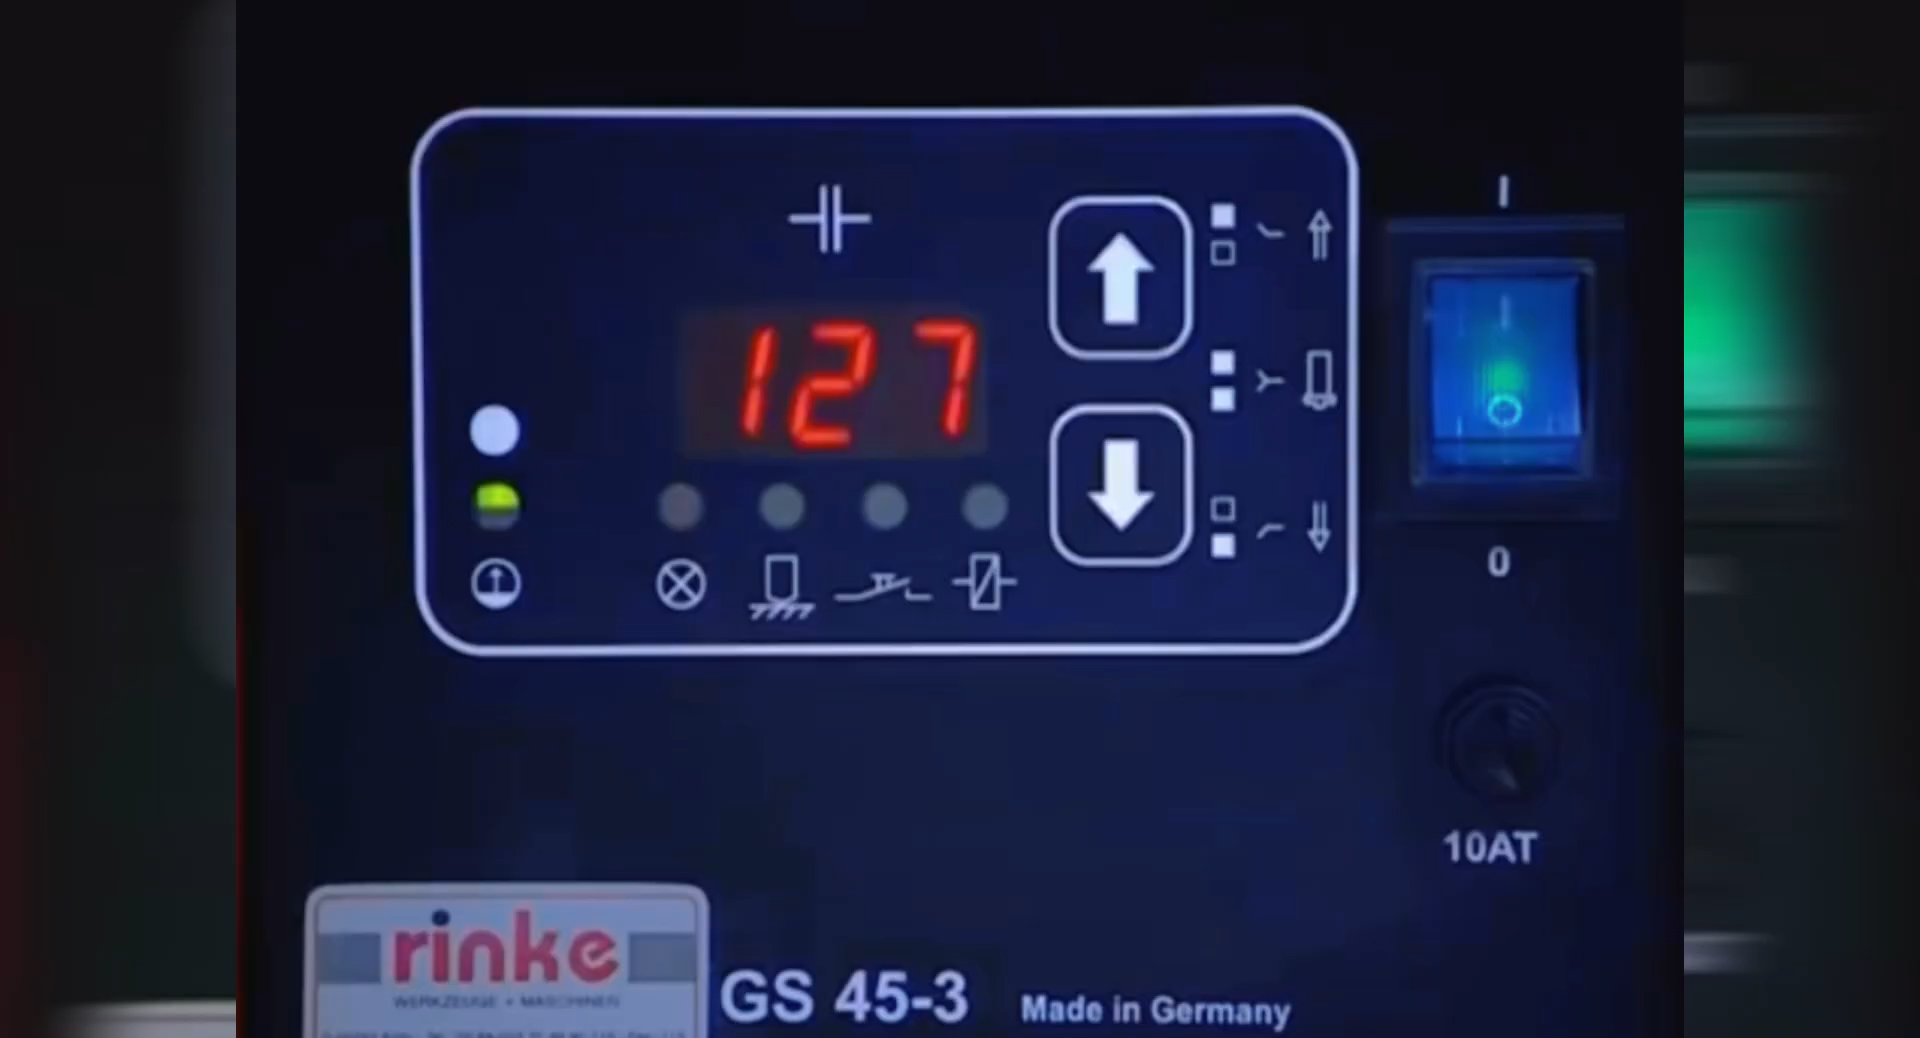 I
127
0
10AT
rinke
WERKZEUGE + MASCHINEN
GS 45-3
Made in Germany